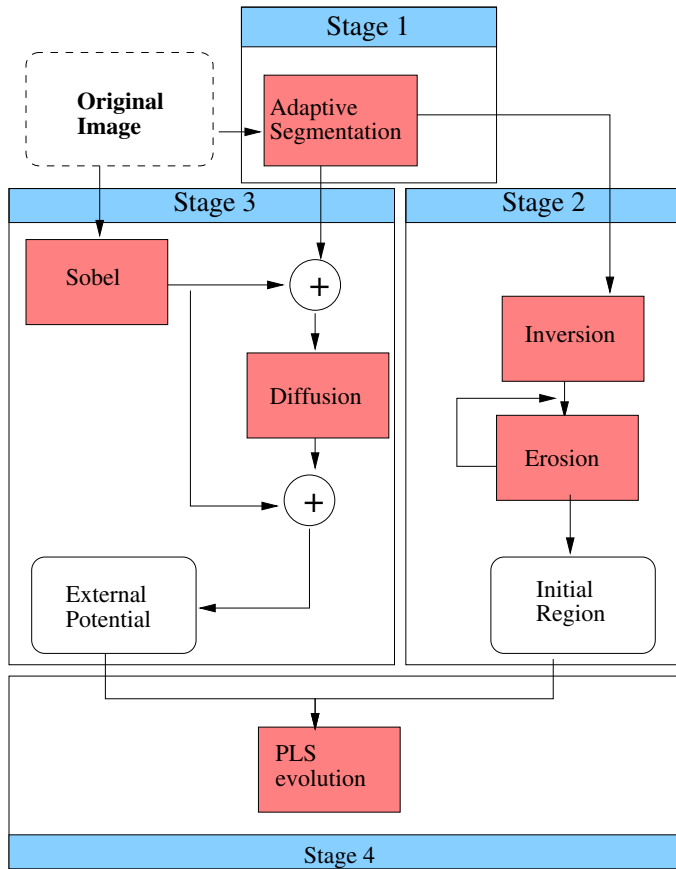 Stage 1
Original
Image
Adaptive
Segmentation
Stage 3
Stage 2
Sobel
+
Inversion
Diffusion
Erosion
+
External
Potential
Initial
Region
PLS
evolution
Stage 4